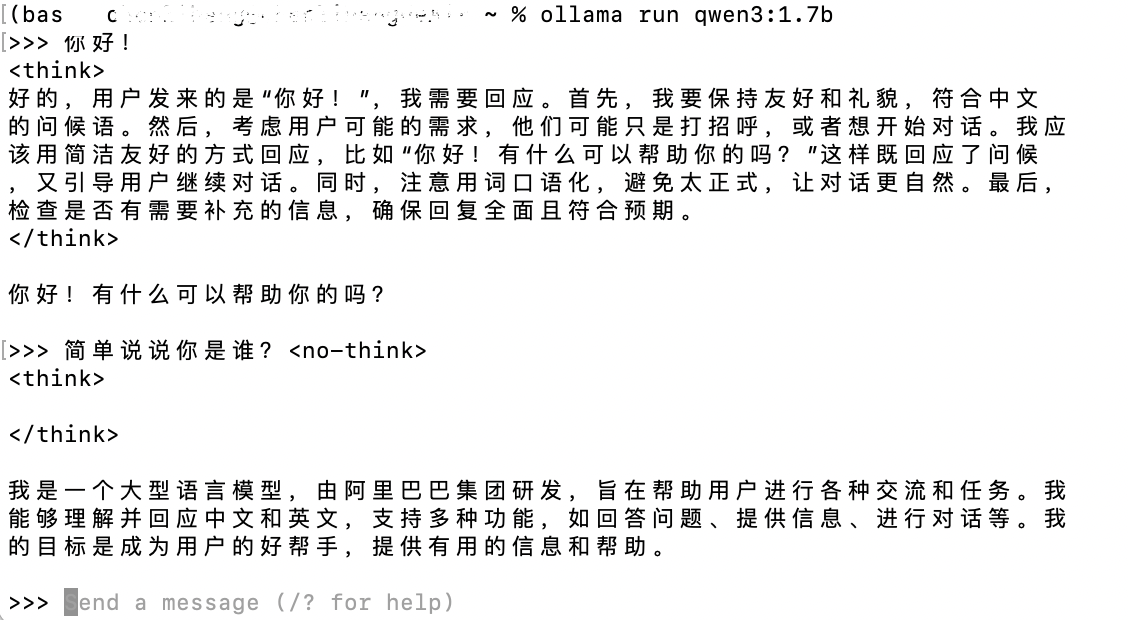 (bas ~ % ollama run qwen3:1.7b
>>> 你好！
<think>
好的，用户发来的是“你好！”，我需要回应。首先，我要保持友好和礼貌，符合中文
的问候语。然后，考虑用户可能的需求，他们可能只是打招呼，或者想开始对话。我应
该用简洁友好的方式回应，比如“你好！有什么可以帮助你的吗？”这样既回应了问候
，又引导用户继续对话。同时，注意用词口语化，避免太正式，让对话更自然。最后，
检查是否有需要补充的信息，确保回复全面且符合预期。
</think>
你好！有什么可以帮助你的吗？
>>> 简单说说你是谁？<no-think>
<think>
</think>
我是一个大型语言模型，由阿里巴巴集团研发，旨在帮助用户进行各种交流和任务。我
能够理解并回应中文和英文，支持多种功能，如回答问题、提供信息、进行对话等。我
的目标是成为用户的好帮手，提供有用的信息和帮助。
>>> Send a message (/? for help)